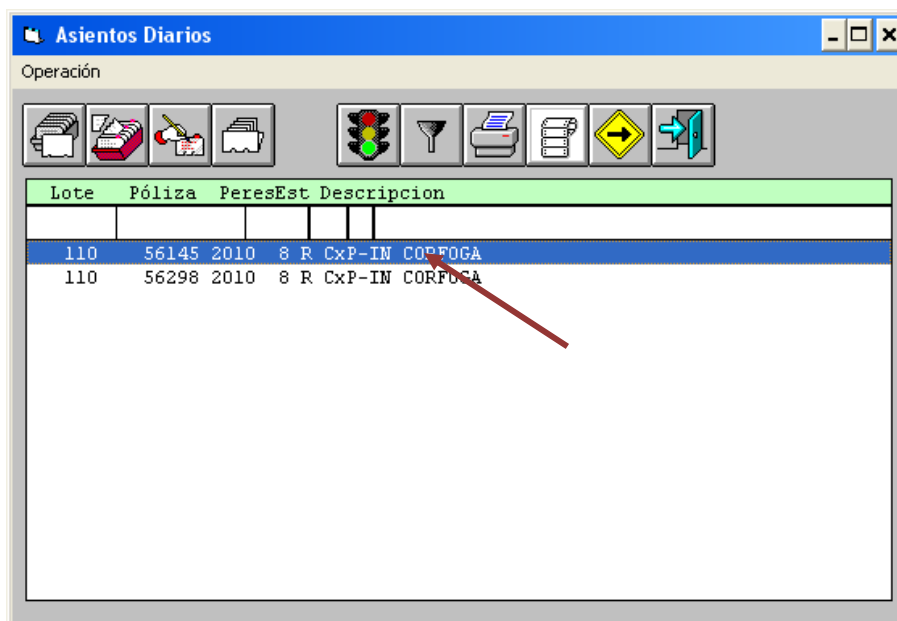 Asientos Diarios
Operación
Lote Póliza PeresEst Descripcion
110 56145 2010 8 R CxP-IN CORFOGA
110 56298 2010 8 R CxP-IN CORFOGA